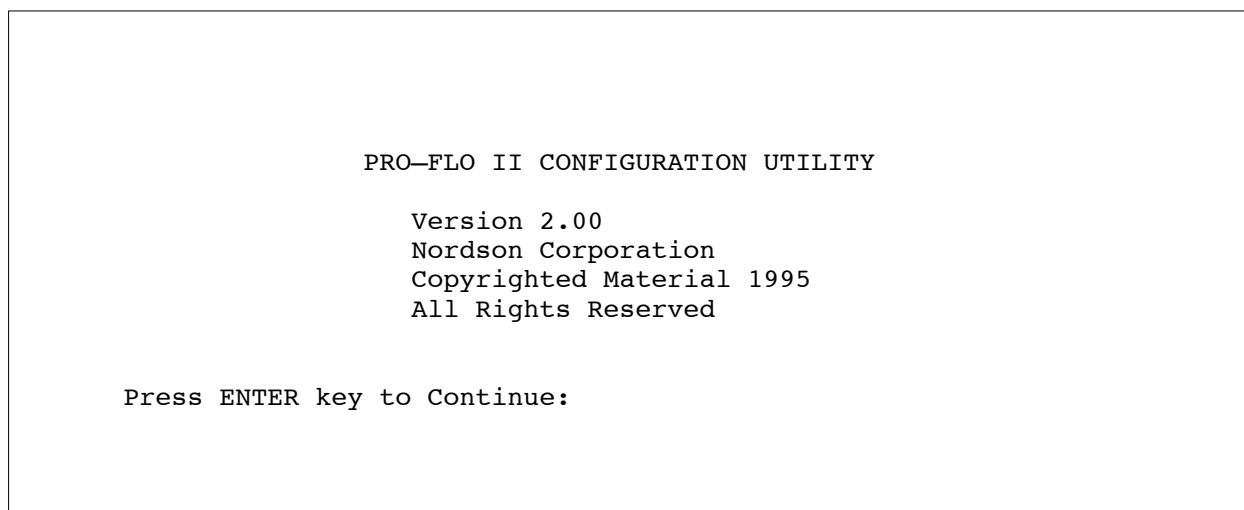 PRO–FLO II CONFIGURATION UTILITY
Version 2.00
Nordson Corporation
Copyrighted Material 1995
All Rights Reserved
Press ENTER key to Continue: